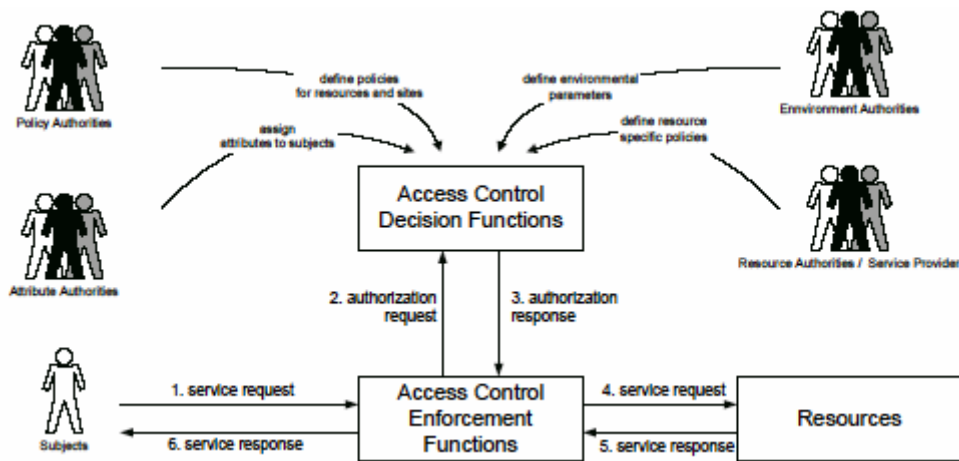 define policies
for resources and sites
define environmental
parameters
Policy Authorities
Ennvironment Authorities
assign
attributes to subjects
define resource
specific policies
Access Control
Decision Functions
Attribute Authorities
Resource Authorities / Service Provider
2. authorization
request
3. authorization
response
1. service request
Access Control
Enforcement
Functions
4. service request
Resources
Subjects
6. service response
5. service response